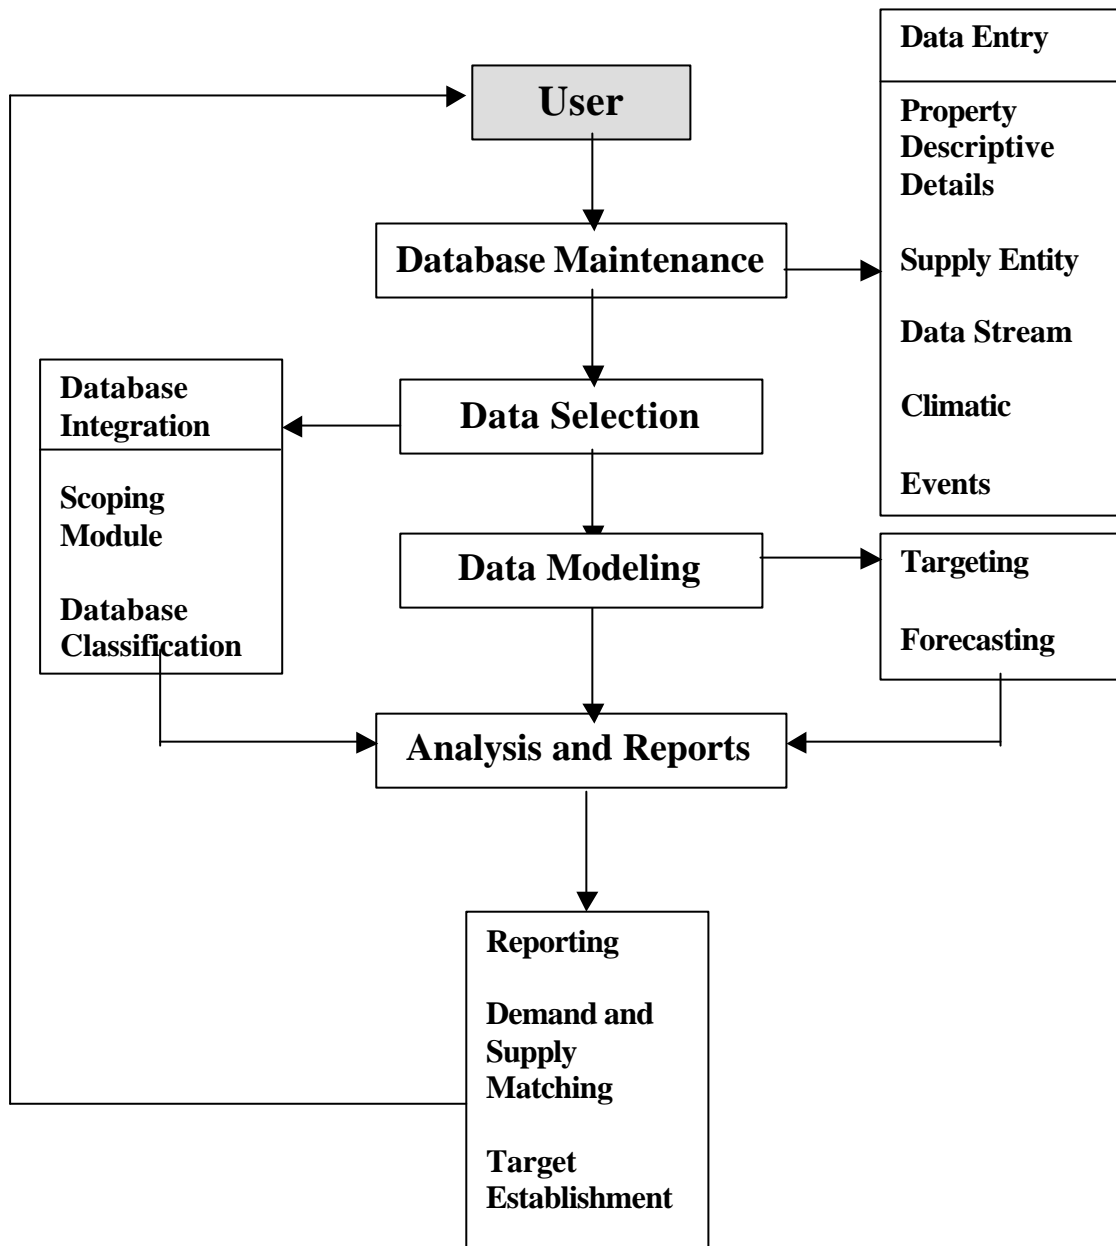 Data Entry
User
Property
Descriptive
Details
Database Maintenance
Supply Entity
Data Stream
Database
Integration
Data Selection
Climatic
Events
Scoping
Module
Data Modeling
Targeting
Database
Classification
Forecasting
Analysis and Reports
Reporting
Demand and
Supply
Matching
Target
Establishment